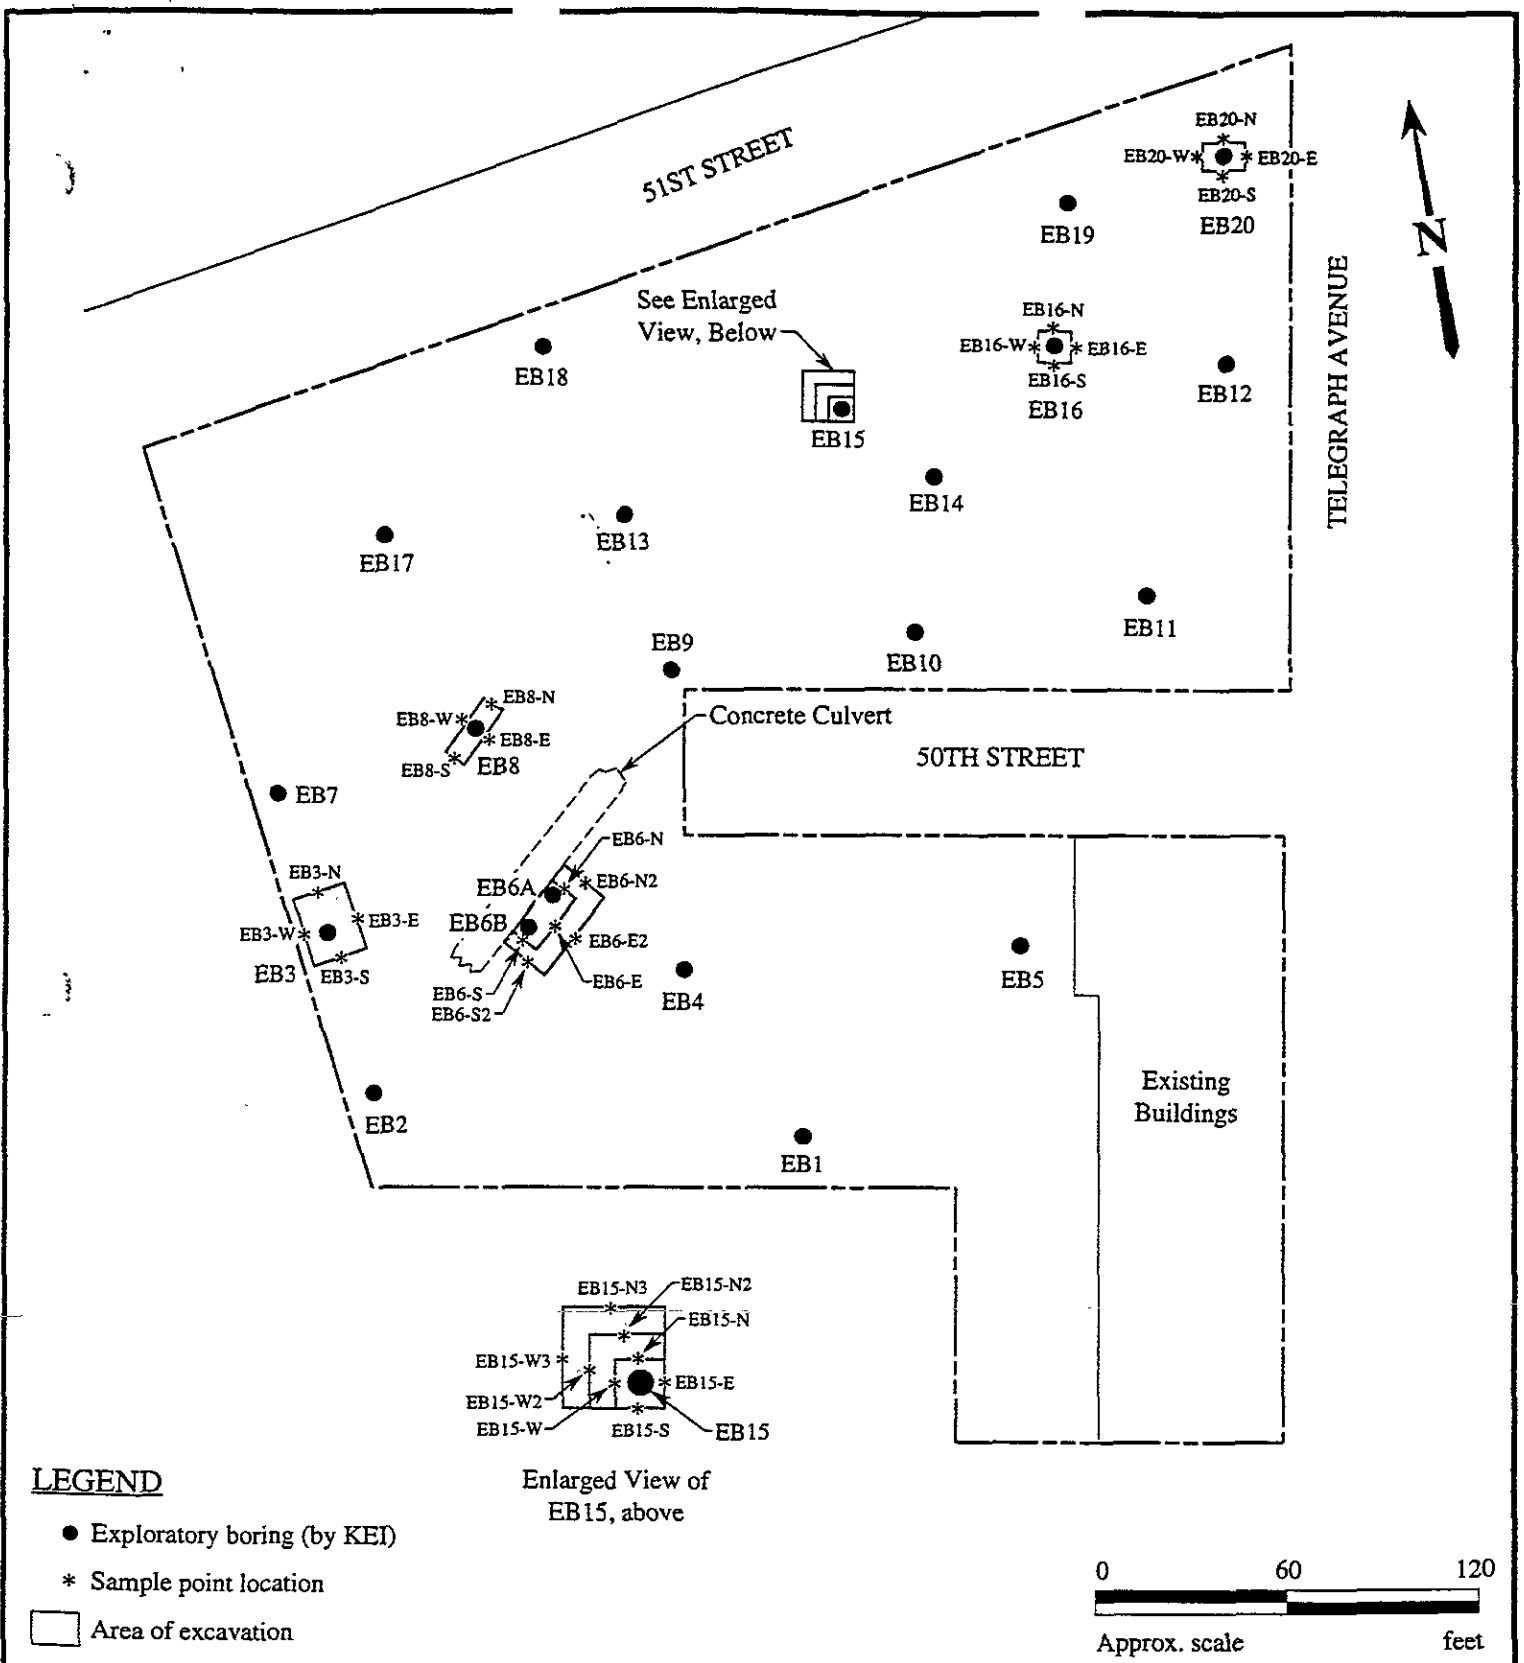 51ST STREET
EB20-N
EB20-W
EB20-E
EB20-S
EB20
EB19
N
TELEGRAPH AVENUE
See Enlarged
View, Below
EB16-N
EB16-W
EB16-E
EB16-S
EB16
EB18
EB12
EB15
EB14
EB13
EB17
EB11
EB9
EB10
EB8-N
EB8-W
EB8-E
EB8-S
EB8
Concrete Culvert
50TH STREET
EB7
EB6-N
EB3-N
EB6A
EB6-N2
EB3-E
EB6B
EB3-W
EB6-E2
EB3
EB3-S
EB6-E
EB6-S
EB6-S2
EB4
EB5
Existing
Buildings
EB2
EB1
EB15-N3
EB15-N2
EB15-N
EB15-W3
EB15-E
EB15-W2
EB15-W
EB15-S
EB15
Enlarged View of
EB15, above
LEGEND
Exploratory boring (by KEI)
* Sample point location
Area of excavation
0 60 120
Approx. scale feet